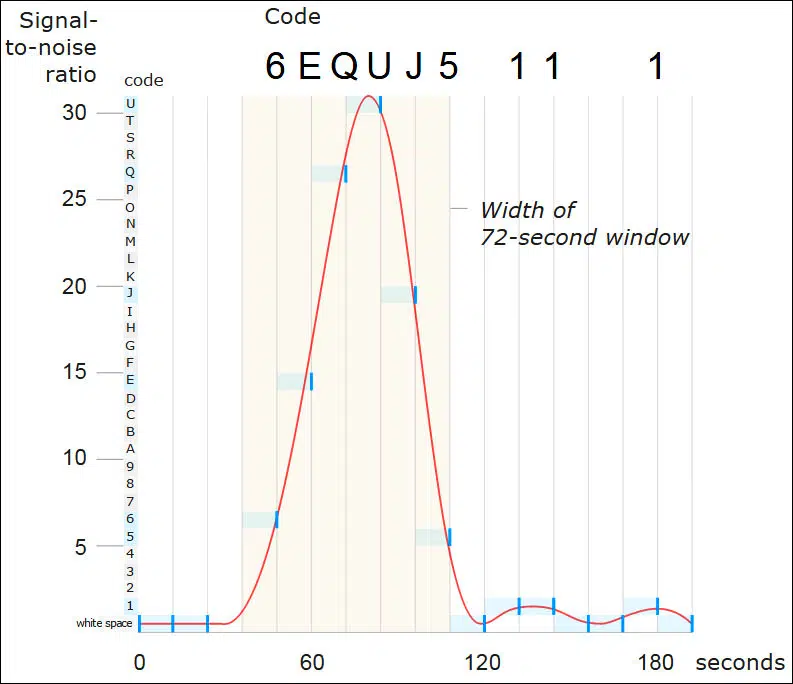 Signal-
to-noise
ratio
Code
6 E Q U J 5 1 1 1
code
30
25
20
15
10
5
U
T
S
R
Q
P
O
N
M
L
K
J
I
H
G
F
E
D
C
B
A
9
8
7
6
5
4
3
2
1
white space
Width of
72-second window
0 60 120 180 seconds